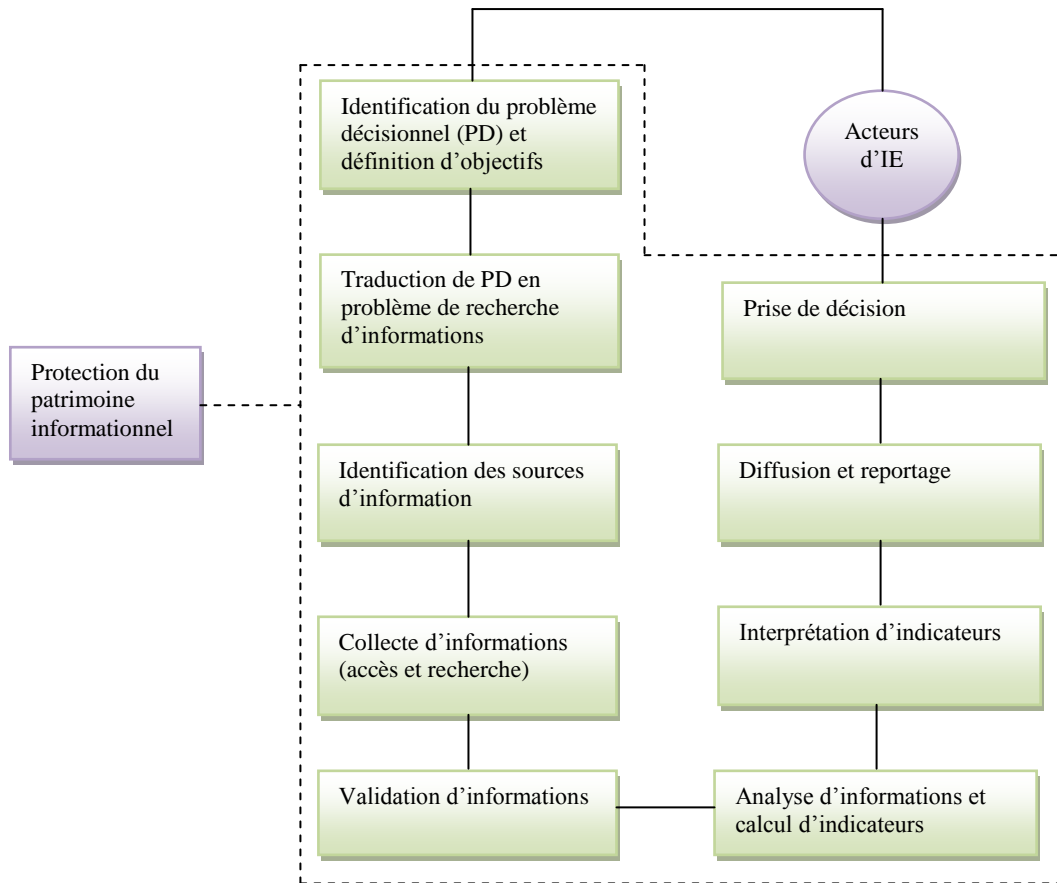 Identification du problème
décisionnel (PD) et
définition d’objectifs
Acteurs
d’IE
Traduction de PD en
problème de recherche
d’informations
Prise de décision
Protection du
patrimoine
informationnel
Identification des sources
d’information
Diffusion et reportage
Collecte d’informations
(accès et recherche)
Interprétation d’indicateurs
Validation d’informations
Analyse d’informations et
calcul d’indicateurs